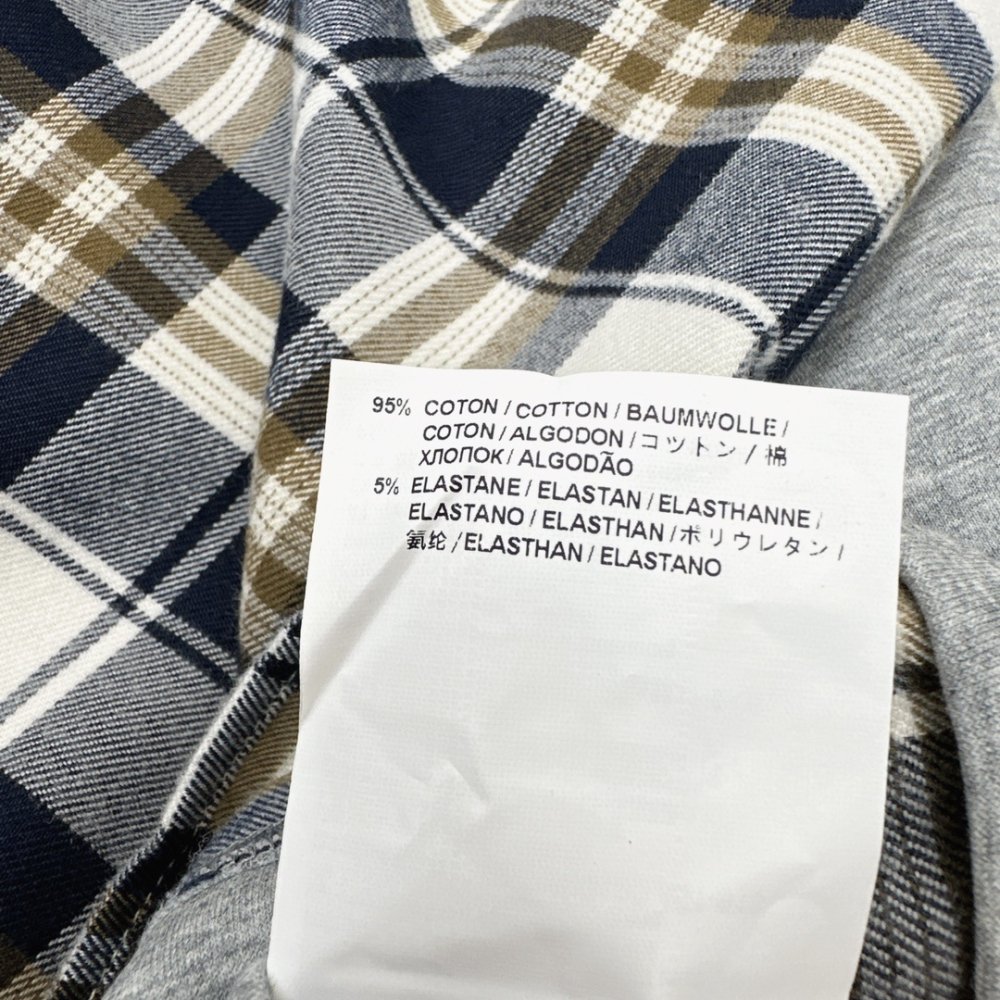 95% COTON / COTTON / BAUMWOLLE /
COTON / ALGODON / コットン / 棉
ХЛОПОК / ALGODÃO
5% ELASTANE / ELASTAN / ELASTHANNE /
ELASTANO / ELASTHAN / ポリウレタン /
氨纶 / ELASTHAN / ELASTANO